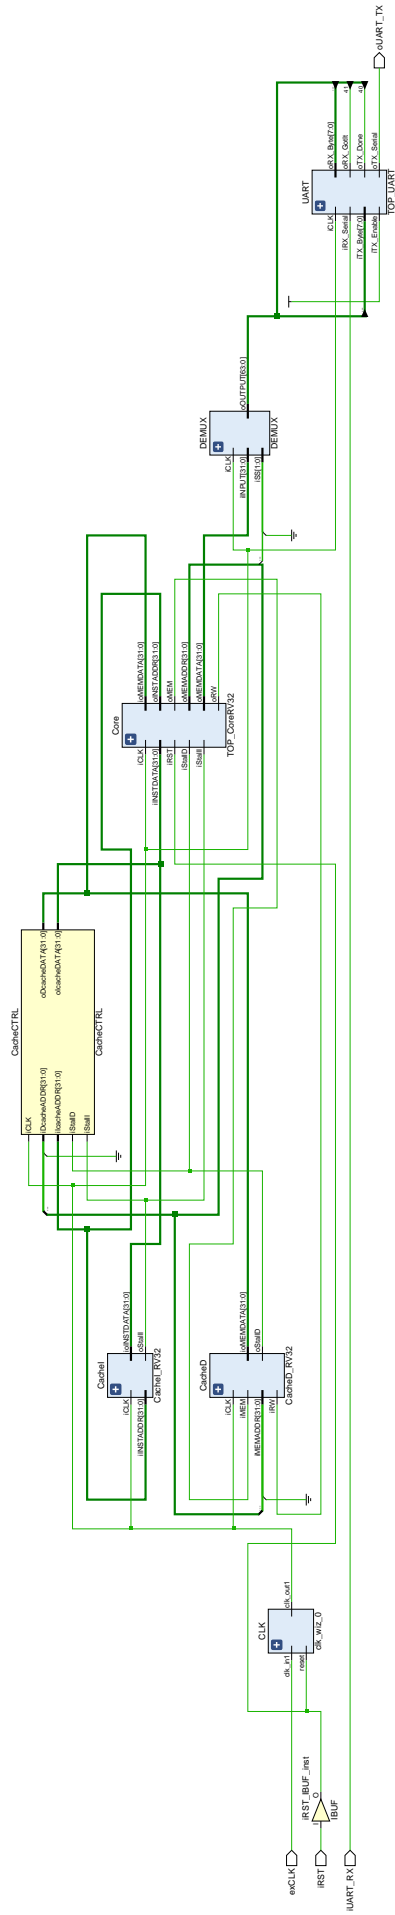 exCLK
iRST
iUART_RX
iRST_IBUF_inst
I
O
IBUF
CLK
clk_in1
reset
clk_out1
clk_wiz_0
CacheI
iCLK
iINSTADDR[31:0]
ioINSTDATA[31:0]
oStallI
CacheI_RV32
CacheD
iCLK
iMEM
iMEMADDR[31:0]
iRW
ioMEMDATA[31:0]
oStallD
CacheD_RV32
CacheCTRL
iCLK
iDcacheADDR[31:0]
iIcacheADDR[31:0]
iStallD
iStallI
oDcacheDATA[31:0]
oIcacheDATA[31:0]
CacheCTRL
Core
iCLK
iINSTDATA[31:0]
iRST
iStallD
iStallI
ioMEMDATA[31:0]
oINSTADDR[31:0]
oMEM
oMEMADDR[31:0]
oMEMDATA[31:0]
oRW
TOP_CoreRV32
DEMUX
iCLK
iINPUT[31:0]
iSS[1:0]
oOUTPUT[63:0]
DEMUX
UART
iCLK
iRX_Serial
iTX_Byte[7:0]
iTX_Enable
oRX_Byte[7:0]
oRX_GotIt
oTX_Done
oTX_Serial
TOP_UART
41
40
oUART_TX